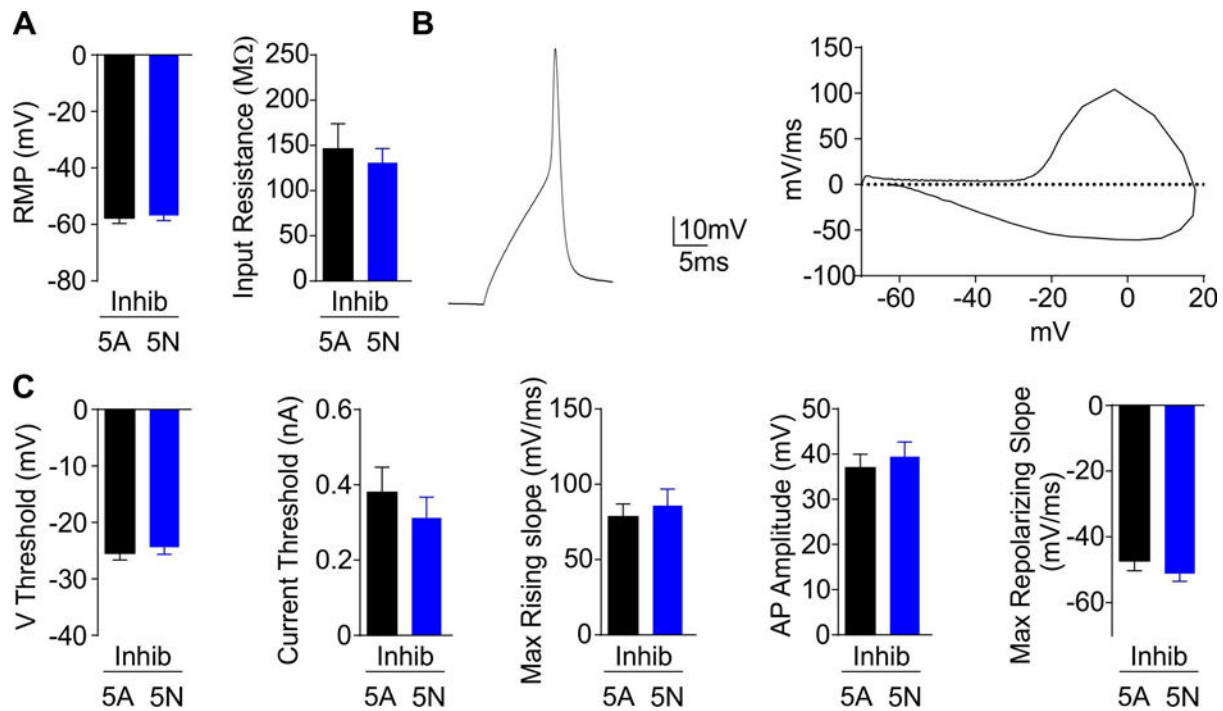 A
B
0
-20
-40
-60
-80
RMP (mV)
Inhib
5A 5N
250
200
150
100
50
0
Input Resistance (MΩ)
Inhib
5A 5N
10mV
5ms
150
100
50
0
-50
-100
mV/ms
-60 -40 -20 0 20
mV
C
0
-10
-20
-30
-40
V Threshold (mV)
Inhib
5A 5N
0.6
0.4
0.2
0
Current Threshold (nA)
Inhib
5A 5N
150
100
50
0
Max Rising slope (mV/ms)
Inhib
5A 5N
50
40
30
20
10
0
AP Amplitude (mV)
Inhib
5A 5N
0
-20
-40
-60
Max Repolarizing Slope
(mV/ms)
Inhib
5A 5N